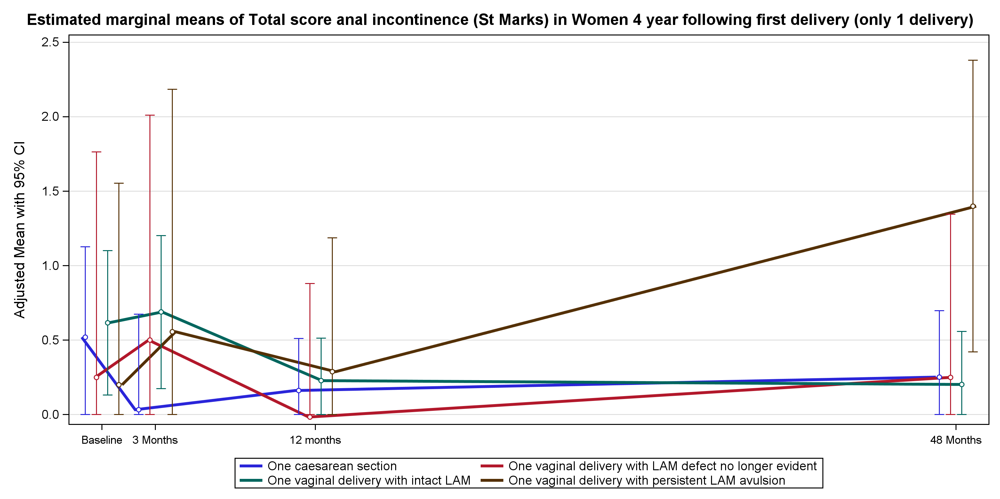 Estimated marginal means of Total score anal incontinence (St Marks) in Women 4 year following first delivery (only 1 delivery)
Adjusted Mean with 95% CI
2.5
2.0
1.5
1.0
0.5
0.0
Baseline 3 Months 12 months 48 Months
One caesarean section One vaginal delivery with LAM defect no longer evident
One vaginal delivery with intact LAM One vaginal delivery with persistent LAM avulsion